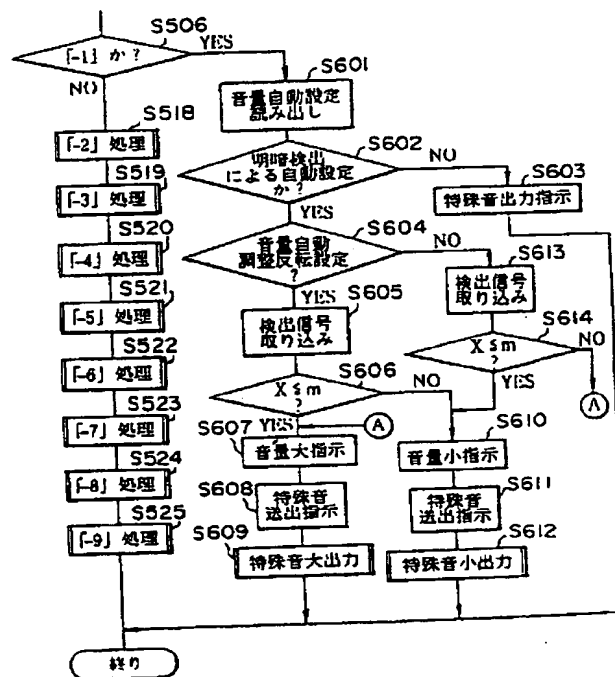 S506
「-1」か?
YES
NO
S601
音量自動設定
読み出し
S518
「-2」処理
S602
明暗検出
による自動設定
か?
NO
YES
S603
特殊音出力指示
S519
「-3」処理
S604
音量自動
調整反転設定
?
NO
YES
S613
検出信号
取り込み
S520
「-4」処理
S605
検出信号
取り込み
S521
「-5」処理
S614
X≦m
?
NO
YES
A
S522
「-6」処理
S606
X≦m
?
NO
YES
A
S523
「-7」処理
S607
音量大指示
S610
音量小指示
S524
「-8」処理
S608
特殊音
送出指示
S611
特殊音
送出指示
S525
「-9」処理
S609
特殊音大出力
S612
特殊音小出力
終り